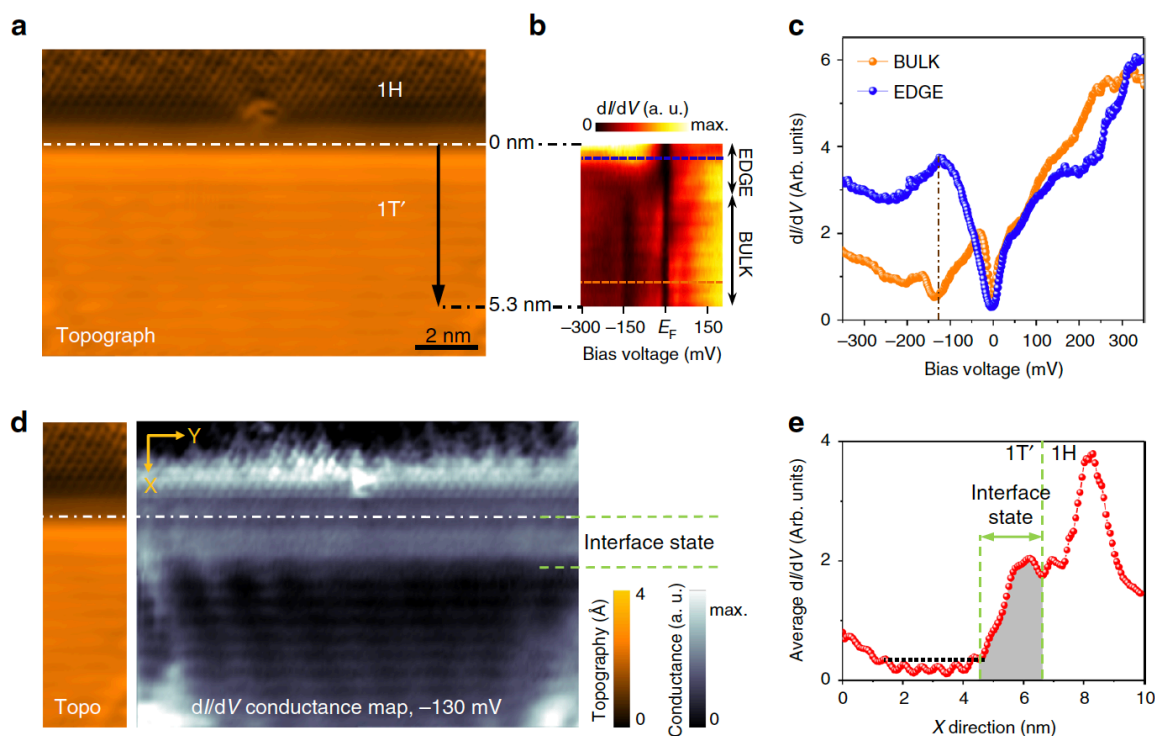 a
1H
0 nm
1T′
5.3 nm
Topograph
2 nm
b
dI/dV (a. u.)
0 max.
EDGE
BULK
−300 −150 EF 150
Bias voltage (mV)
c
BULK
EDGE
6
4
2
0
dI/dV (Arb. units)
−300 −200 −100 0 100 200 300
Bias voltage (mV)
d
Y
X
Interface state
Topo
dI/dV conductance map, −130 mV
Topography (Å)
4
0
Conductance (a. u.)
max.
0
e
1T′ 1H
Interface
state
4
2
0
Average dI/dV (Arb. units)
0 2 4 6 8 10
X direction (nm)